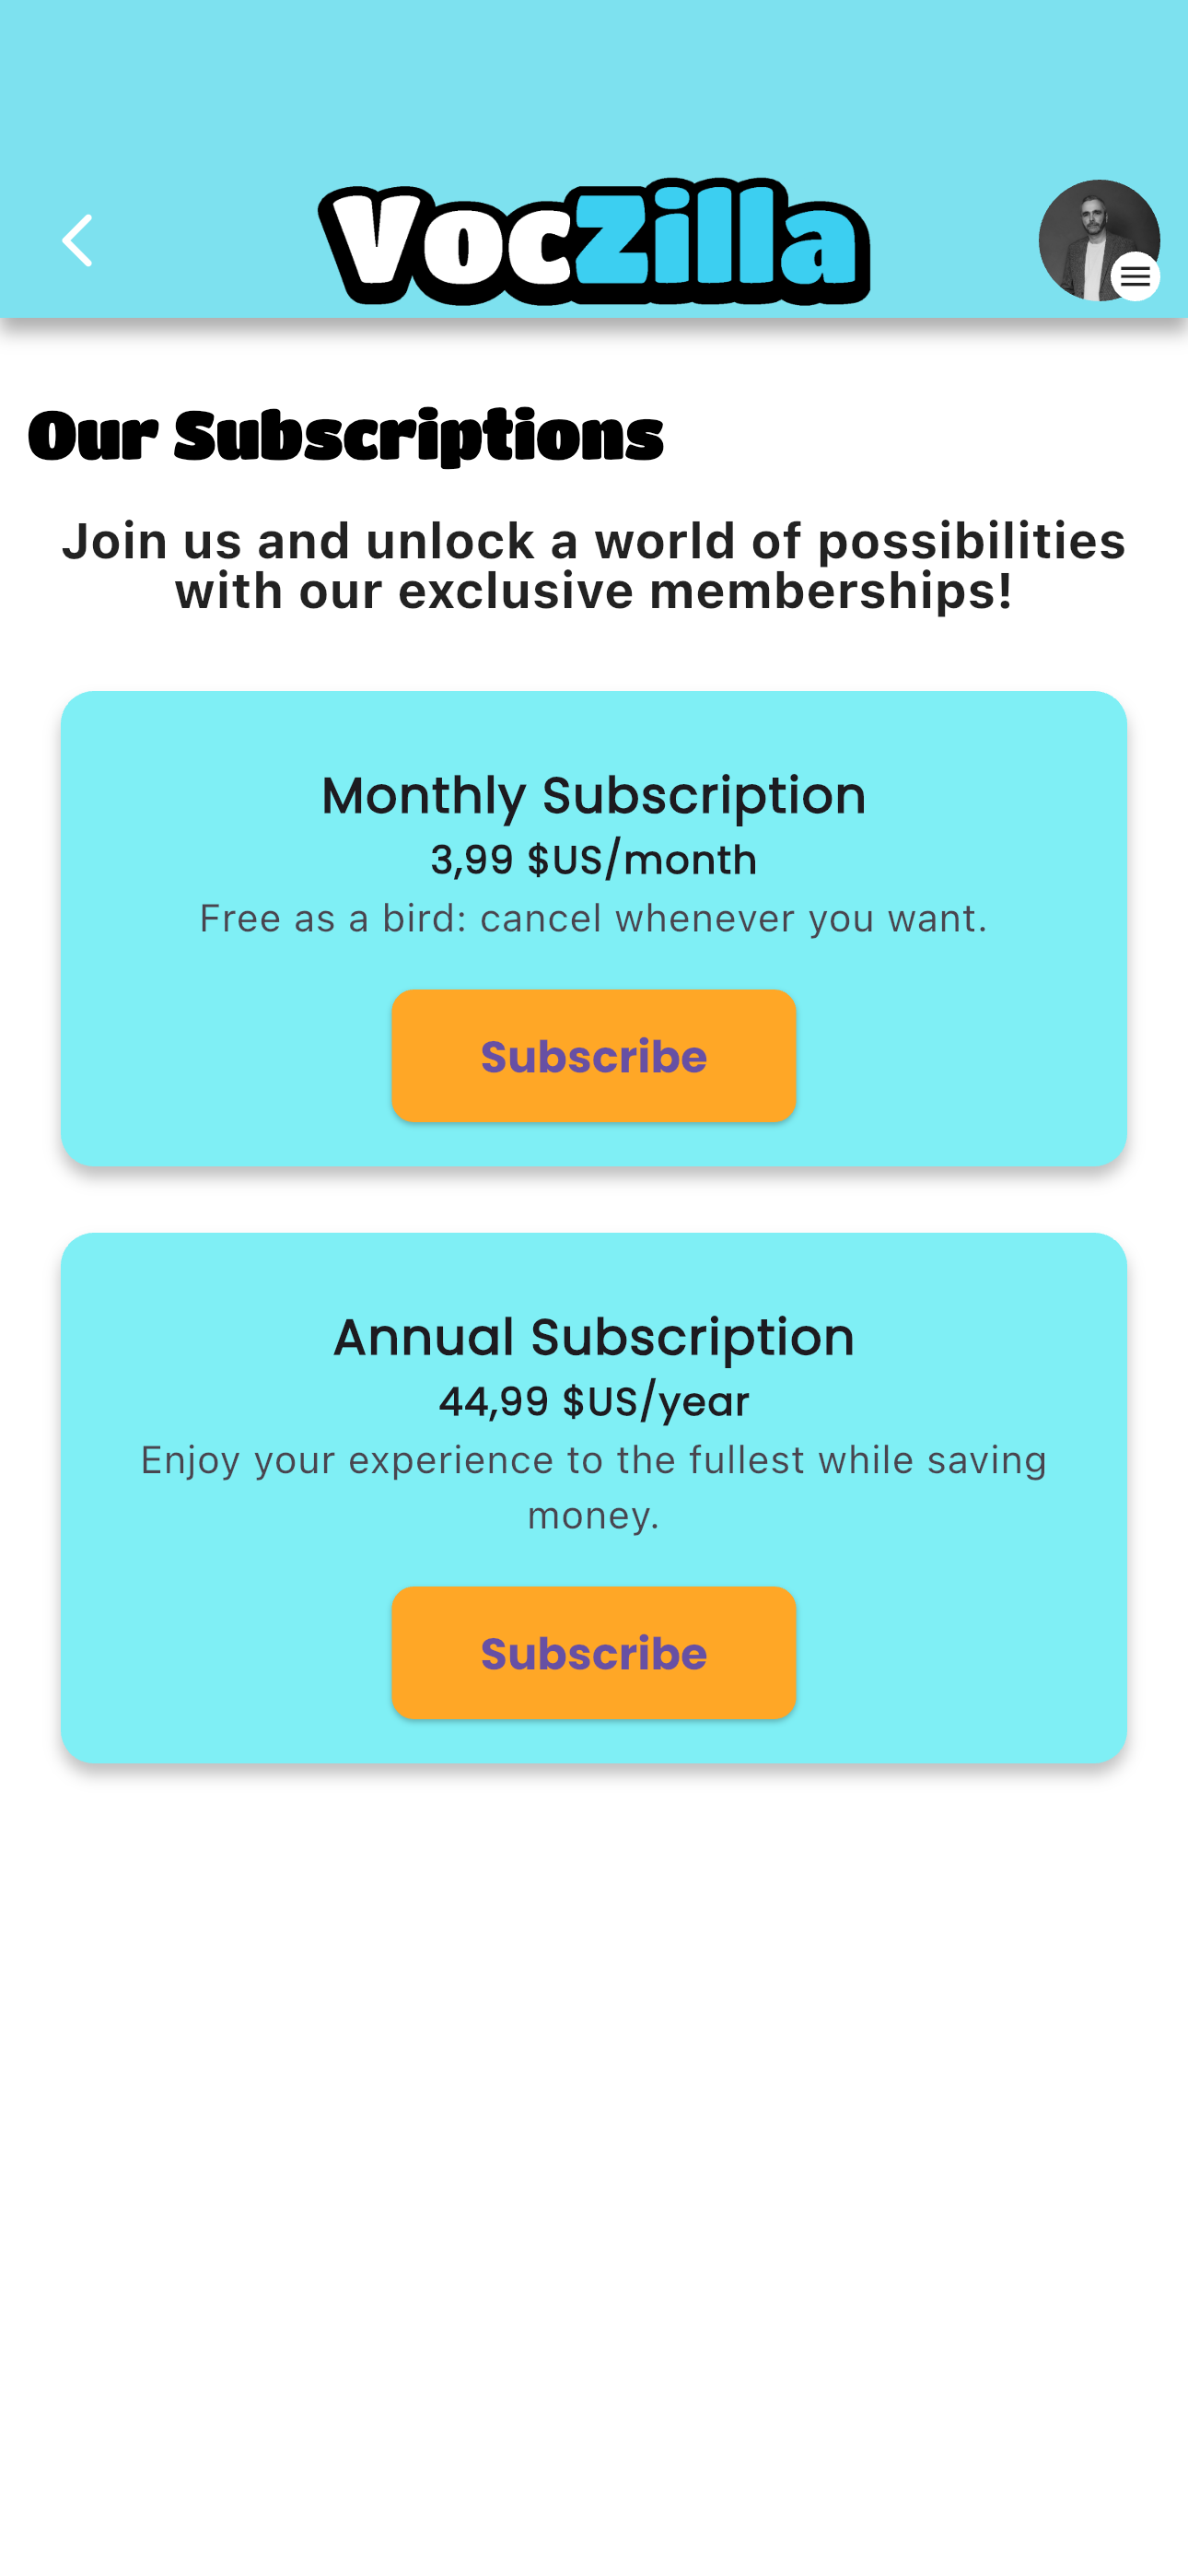 VocZilla
Our Subscriptions
Join us and unlock a world of possibilities
with our exclusive memberships!
Monthly Subscription
3,99 $US/month
Free as a bird: cancel whenever you want.
Subscribe
Annual Subscription
44,99 $US/year
Enjoy your experience to the fullest while saving
money.
Subscribe